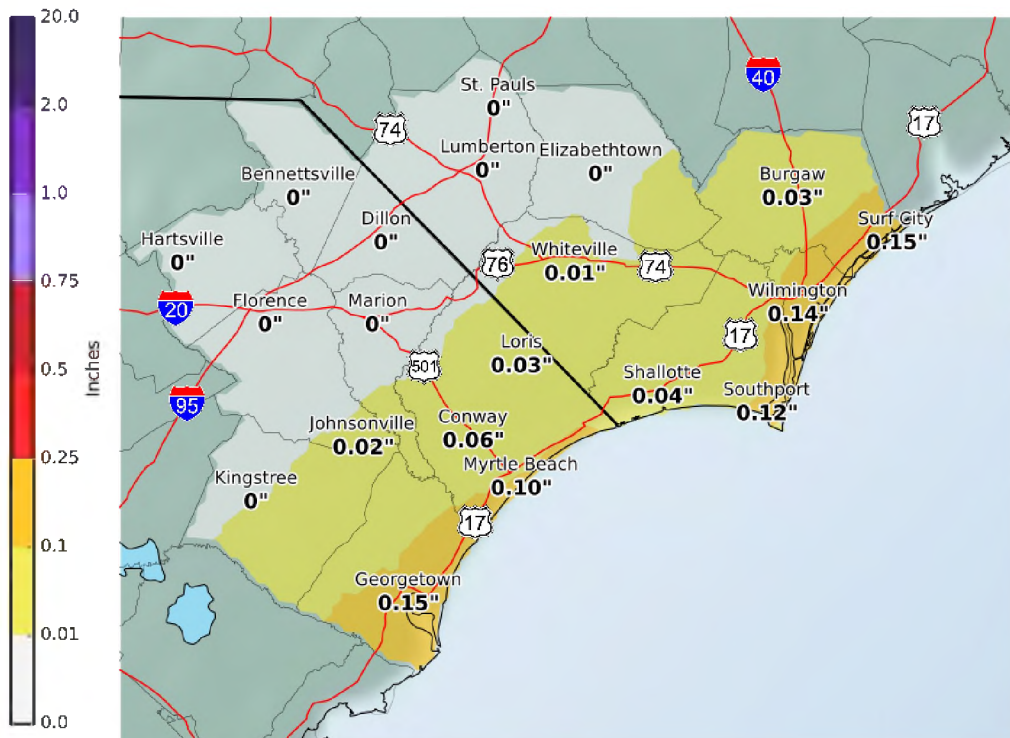 20.0
2.0
1.0
0.75
0.5
0.25
0.1
0.01
0.0
Inches
St. Pauls
0"
40
17
74
Lumberton
0"
Elizabethtown
0"
Bennettsville
0"
Burgaw
0.03"
Dillon
0"
Surf City
0.15"
Hartsville
0"
76
Whiteville
0.01"
74
Florence
0"
Marion
0"
Wilmington
0.14"
20
17
Loris
0.03"
501
Shallotte
0.04"
Southport
0.12"
95
Johnsonville
0.02"
Conway
0.06"
Myrtle Beach
0.10"
Kingstree
0"
17
Georgetown
0.15"